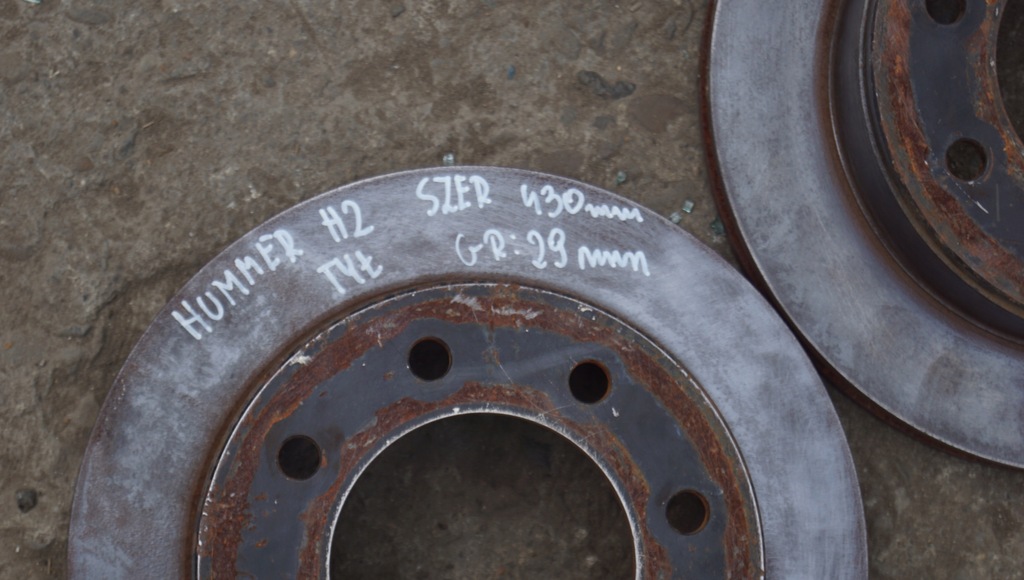 HUMMER H2 SZER 430mm
TYŁ GR: 29 mm